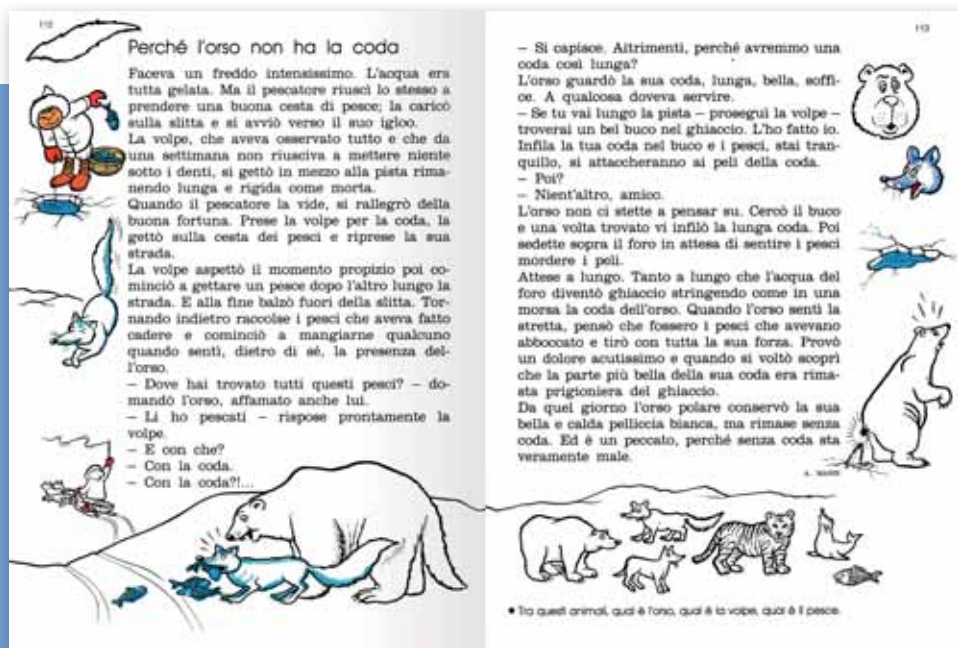 112
Perché l'orso non ha la coda
Faceva un freddo intensissimo. L'acqua era
tutta gelata. Ma il pescatore riuscì lo stesso a
prendere una buona cesta di pesce; la caricò
sulla slitta e si avviò verso il suo igloo.
La volpe, che aveva osservato tutto e che da
una settimana non riusciva a mettere niente
sotto i denti, si gettò in mezzo alla pista rima-
nendo lunga e rigida come morta.
Quando il pescatore la vide, si rallegrò della
buona fortuna. Prese la volpe per la coda, la
gettò sulla cesta dei pesci e riprese la sua
strada.
La volpe aspettò il momento propizio poi co-
minciò a gettare un pesce dopo l'altro lungo la
strada. E alla fine balzò fuori della slitta. Tor-
nando indietro raccolse i pesci che aveva fatto
cadere e cominciò a mangiarne qualcuno
quando sentì, dietro di sé, la presenza del-
l'orso.
– Dove hai trovato tutti questi pesci? – do-
mandò l'orso, affamato anche lui.
– Li ho pescati – rispose prontamente la
volpe.
– E con che?
– Con la coda.
– Con la coda?!...
113
– Si capisce. Altrimenti, perché avremmo una
coda così lunga?
L'orso guardò la sua coda, lunga, bella, soffi-
ce. A qualcosa doveva servire.
– Se tu vai lungo la pista – proseguì la volpe –
troverai un bel buco nel ghiaccio. L'ho fatto io.
Infila la tua coda nel buco e i pesci, stai tran-
quillo, si attaccheranno ai peli della coda.
– Poi?
– Nient'altro, amico.
L'orso non ci stette a pensar su. Cercò il buco
e una volta trovato vi infilò la lunga coda. Poi
sedette sopra il foro in attesa di sentire i pesci
mordere i peli.
Attese a lungo. Tanto a lungo che l'acqua del
foro diventò ghiaccio stringendo come in una
morsa la coda dell'orso. Quando l'orso sentì la
stretta, pensò che fossero i pesci che avevano
abboccato e tirò con tutta la sua forza. Provò
un dolore acutissimo e quando si voltò scoprì
che la parte più bella della sua coda era rima-
sta prigioniera del ghiaccio.
Da quel giorno l'orso polare conservò la sua
bella e calda pelliccia bianca, ma rimase senza
coda. Ed è un peccato, perché senza coda sta
veramente male.
• Tra questi animali, qual è l'orso, qual è la volpe, qual è il pesce.